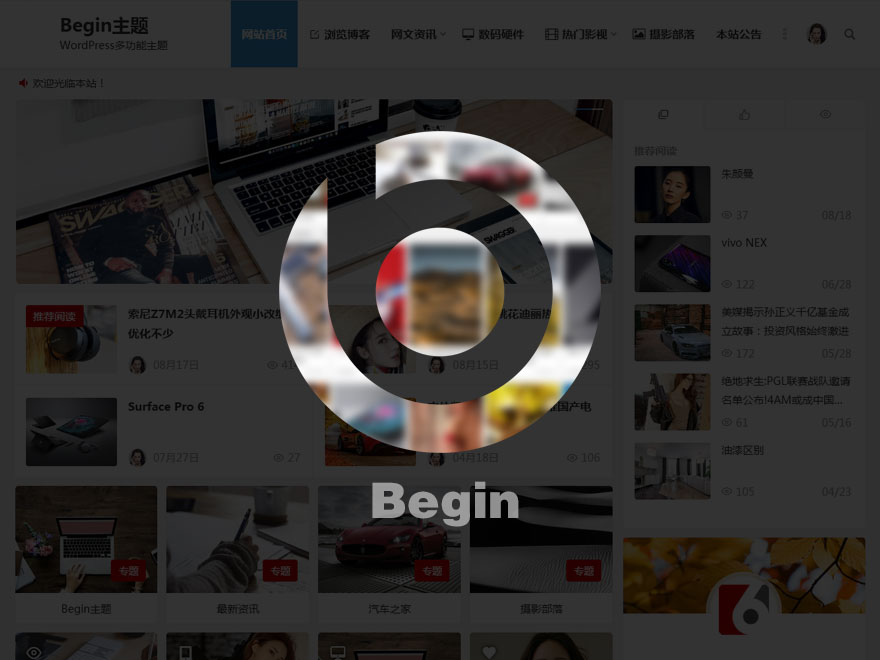 Begin主题
WordPress多功能主题
网站首页
浏览博客
网文资讯
数码硬件
热门影视
摄影部落
本站公告
欢迎光临本站！
SWAGGER
推荐阅读
朱颜曼
37 08/18
vivo NEX
122 06/28
美媒揭示孙正义千亿基金成
立故事：投资风格始终激进
172 05/28
绝地求生:PGL联赛战队邀请
名单公布!4AM或成中国...
61 05/16
油漆区别
105 04/23
推荐阅读
索尼Z7M2头戴耳机外观小改
优化不少
08月17日
桃花迪丽热
08月15日
Surface Pro 6
07月27日 27
国产电
04月18日 106
Begin
专题
专题
专题
专题
Begin主题
最新资讯
汽车之家
摄影部落